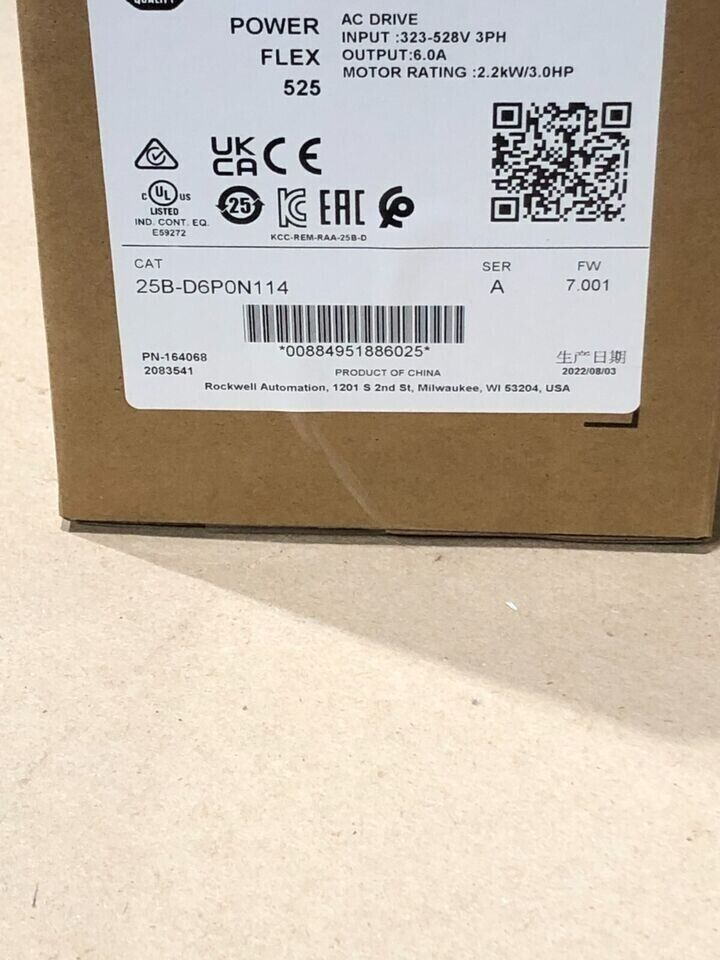 QUALITY
POWER
FLEX
525
AC DRIVE
INPUT :323-528V 3PH
OUTPUT:6.0A
MOTOR RATING :2.2kW/3.0HP
UK
CA CE
C UL US
LISTED
IND. CONT. EQ.
E59272
25
EAC
KCC-REM-RAA-25B-D
CAT
25B-D6P0N114
SER
A
FW
7.001
*00884951886025*
PN-164068
2083541
PRODUCT OF CHINA
生产日期
2022/08/03
Rockwell Automation, 1201 S 2nd St, Milwaukee, WI 53204, USA